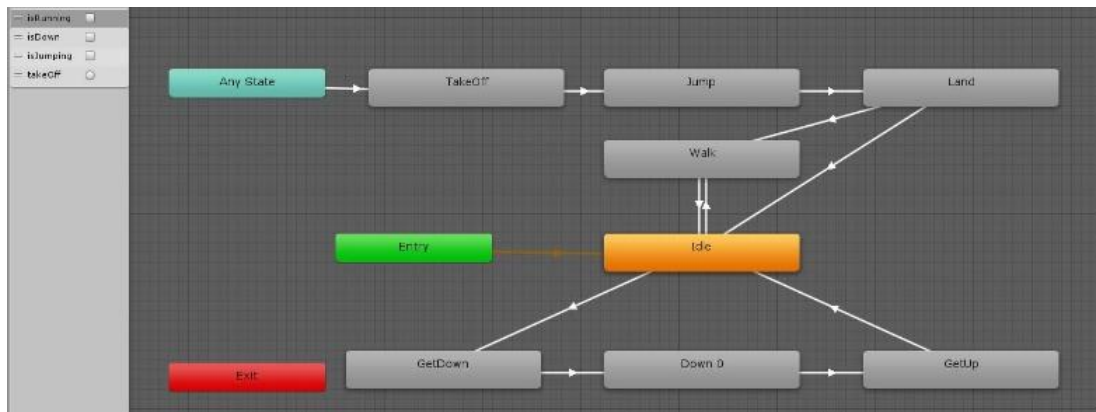 isRunning
isDown
isJumping
takeOff
Any State
TakeOff
Jump
Land
Walk
Entry
Idle
GetDown
Down 0
GetUp
Exit